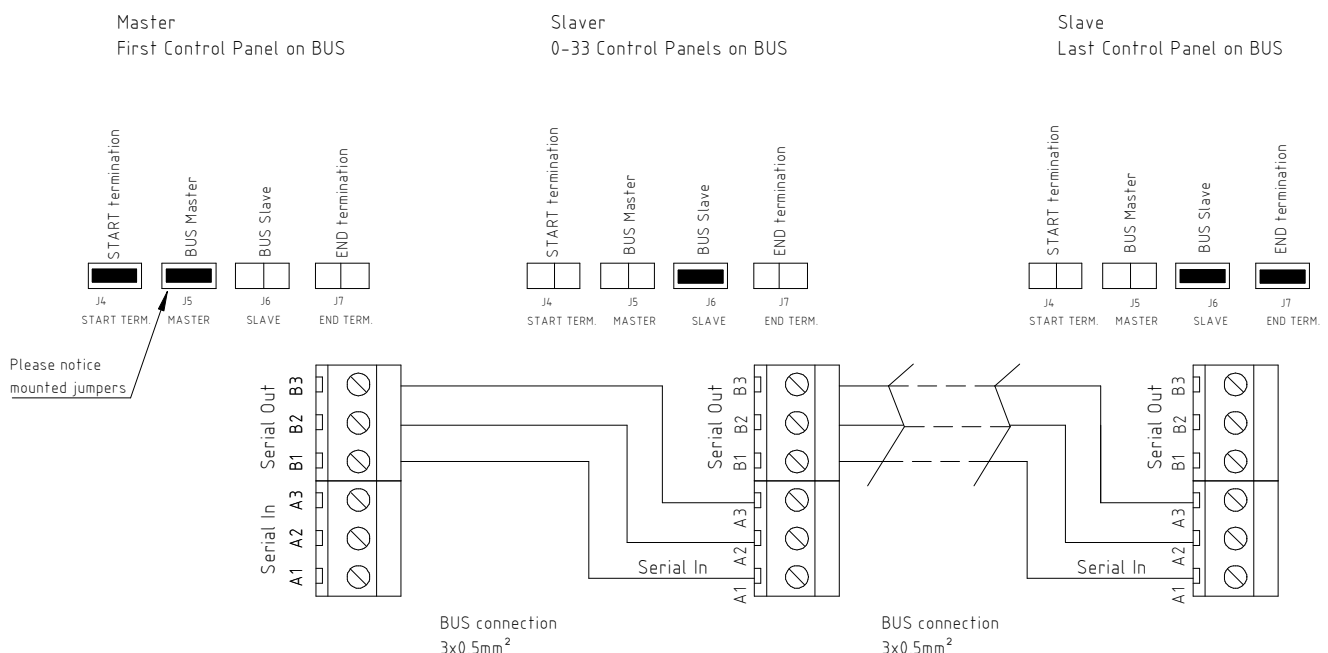 Master
First Control Panel on BUS
Slaver
0-33 Control Panels on BUS
Slave
Last Control Panel on BUS
START termination
BUS Master
BUS Slave
END termination
START termination
BUS Master
BUS Slave
END termination
START termination
BUS Master
BUS Slave
END termination
J4
J5
J6
J7
J4
J5
J6
J7
J4
J5
J6
J7
START TERM.
MASTER
SLAVE
END TERM.
START TERM.
MASTER
SLAVE
END TERM.
START TERM.
MASTER
SLAVE
END TERM.
Please notice
mounted jumpers
Serial Out
B3
B2
B1
Serial In
A3
A2
A1
Serial Out
B3
B2
B1
Serial In
A3
A2
A1
Serial Out
B3
B2
B1
Serial In
A3
A2
A1
BUS connection
3x0.5mm²
BUS connection
3x0.5mm²